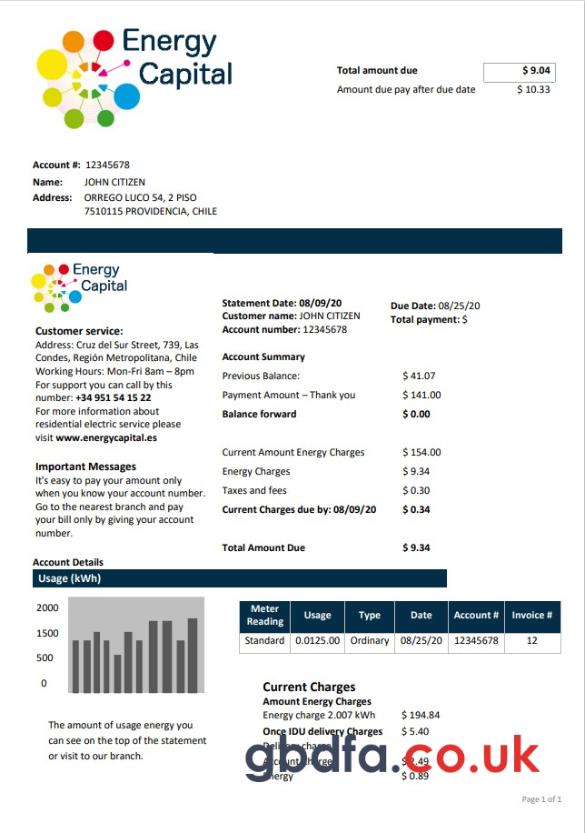 Energy
Capital
Total amount due $ 9.04
Amount due pay after due date $ 10.33
Account #: 12345678
Name: JOHN CITIZEN
Address: ORREGO LUCO 54, 2 PISO
7510115 PROVIDENCIA, CHILE
Energy
Capital
Customer service:
Address: Cruz del Sur Street, 739, Las
Condes, Región Metropolitana, Chile
Working Hours: Mon-Fri 8am – 8pm
For support you can call by this
number: +34 951 54 15 22
For more information about
residential electric service please
visit www.energycapital.es
Important Messages
It's easy to pay your amount only
when you know your account number.
Go to the nearest branch and pay
your bill only by giving your account
number.
Statement Date: 08/09/20
Customer name: JOHN CITIZEN
Account number: 12345678
Due Date: 08/25/20
Total payment: $
Account Summary
Previous Balance: $ 41.07
Payment Amount – Thank you $ 141.00
Balance forward $ 0.00
Current Amount Energy Charges $ 154.00
Energy Charges $ 9.34
Taxes and fees $ 0.30
Current Charges due by: 08/09/20 $ 0.34
Total Amount Due $ 9.34
Account Details
Usage (kWh)
2000
1500
500
0
The amount of usage energy you
can see on the top of the statement
or visit to our branch.
Meter Reading Usage Type Date Account # Invoice #
Standard 0.0125.00 Ordinary 08/25/20 12345678 12
Current Charges
Amount Energy Charges
Energy charge 2.007 kWh $ 194.84
Once IDU delivery Charges $ 5.40
Delivery charge
Account charge
Energy $ 0.89
gbdfa.co.uk
Page 1 of 1